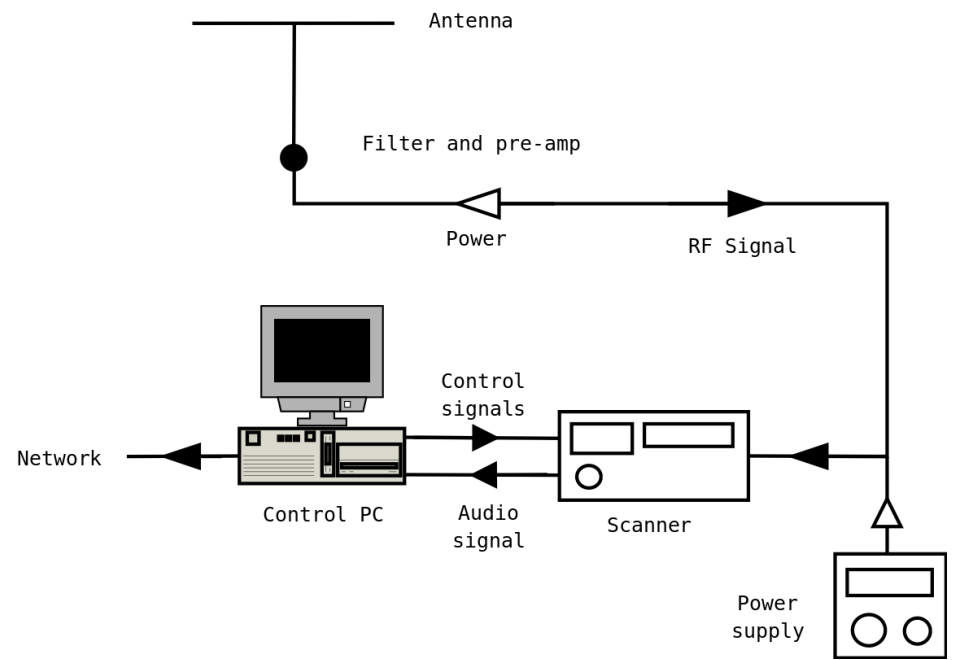 Antenna
Filter and pre-amp
Power
RF Signal
Control
signals
Network
Control PC
Audio
signal
Scanner
Power
supply